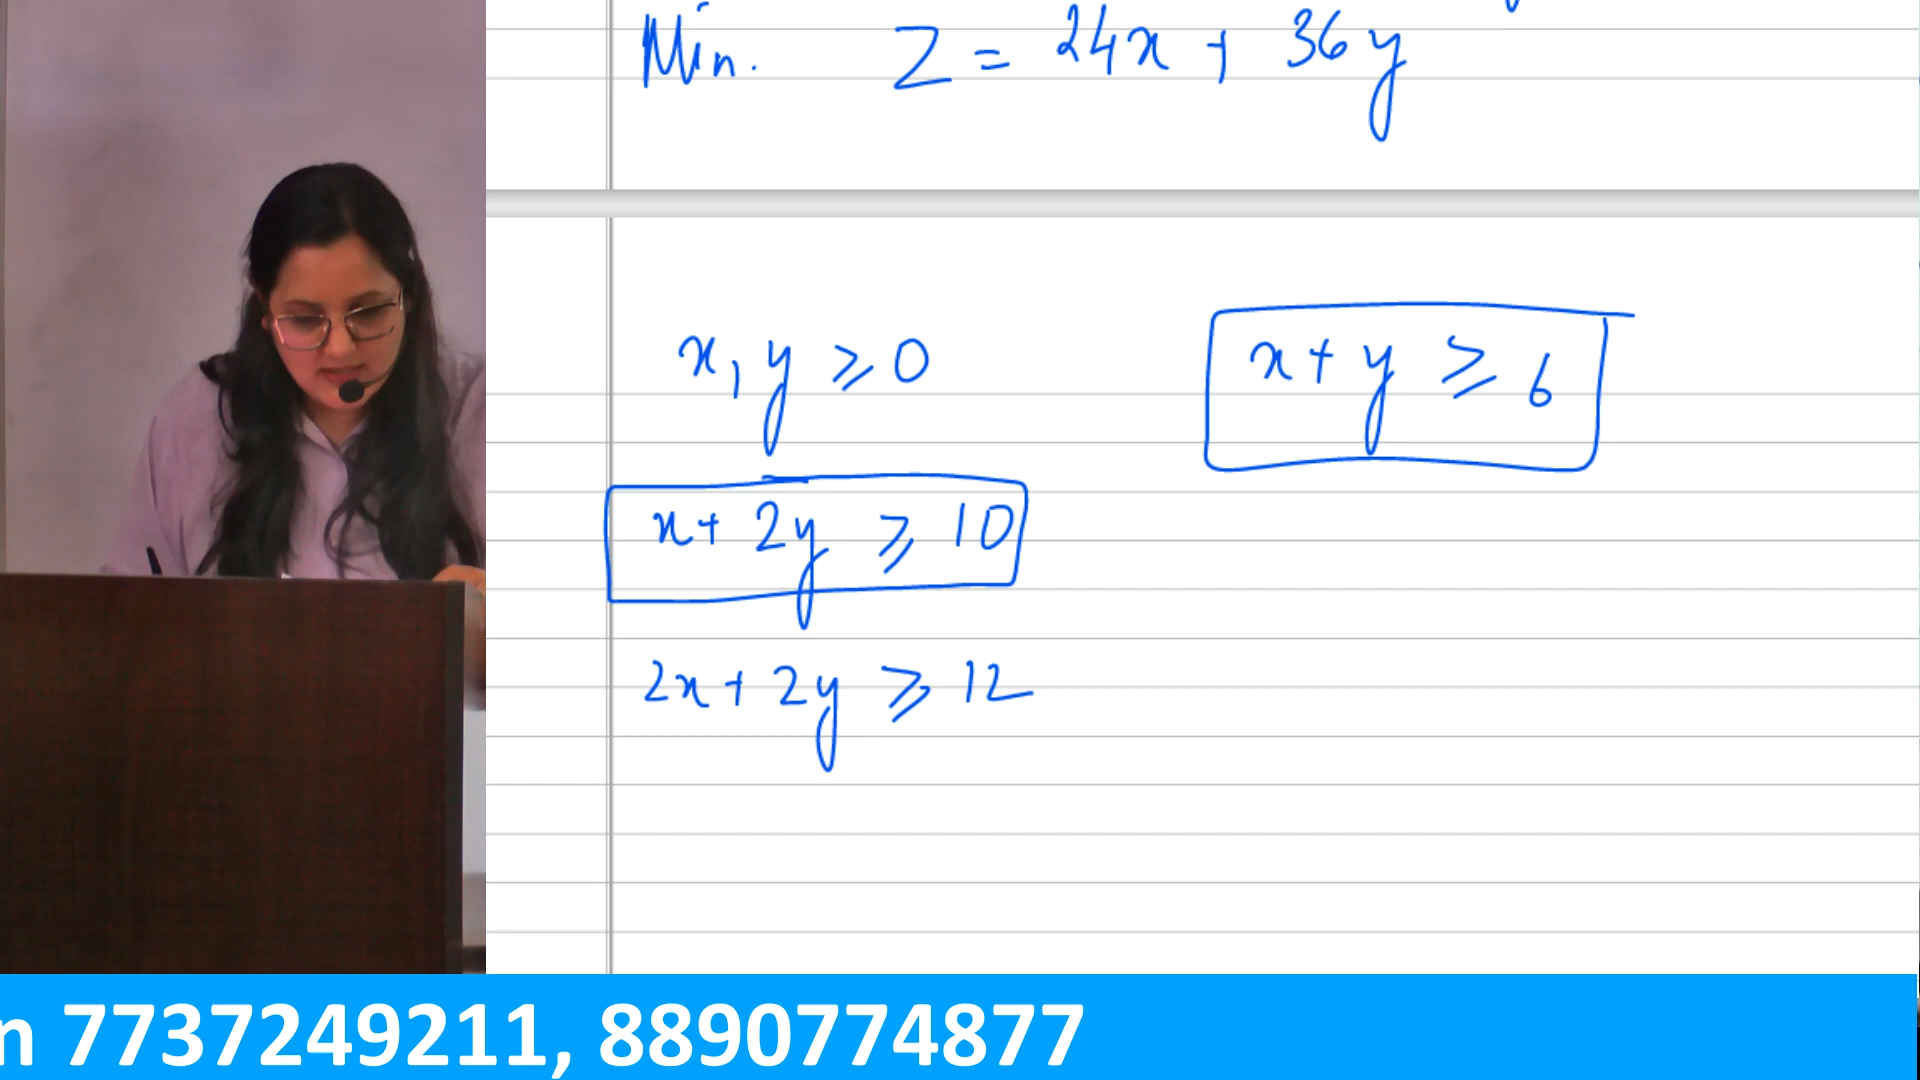 Min. Z = 24x + 36y
x, y ≥ 0
x + y ≥ 6
x + 2y ≥ 10
2x + 2y ≥ 12
n 7737249211, 8890774877